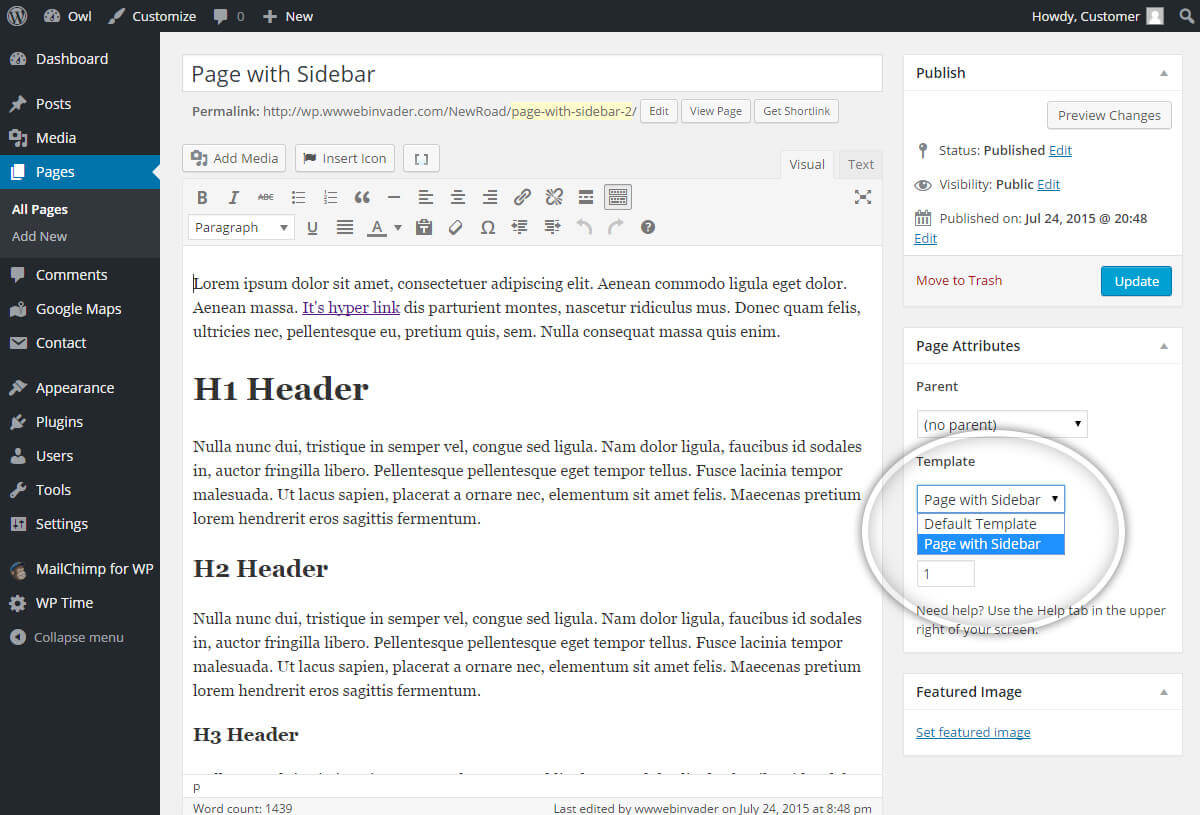 Owl Customize 0 New Howdy, Customer
Dashboard
Posts
Media
Pages
All Pages
Add New
Comments
Google Maps
Contact
Appearance
Plugins
Users
Tools
Settings
MailChimp for WP
WP Time
Collapse menu
Page with Sidebar
Permalink: http://wp.wwwebinvader.com/NewRoad/page-with-sidebar-2/ Edit View Page Get Shortlink
Add Media Insert Icon [ ] Visual Text
B I ABC
Paragraph U A Ω ?
Lorem ipsum dolor sit amet, consectetuer adipiscing elit. Aenean commodo ligula eget dolor.
Aenean massa. It's hyper link dis parturient montes, nascetur ridiculus mus. Donec quam felis,
ultricies nec, pellentesque eu, pretium quis, sem. Nulla consequat massa quis enim.
H1 Header
Nulla nunc dui, tristique in semper vel, congue sed ligula. Nam dolor ligula, faucibus id sodales
in, auctor fringilla libero. Pellentesque pellentesque eget tempor tellus. Fusce lacinia tempor
malesuada. Ut lacus sapien, placerat a ornare nec, elementum sit amet felis. Maecenas pretium
lorem hendrerit eros sagittis fermentum.
H2 Header
Nulla nunc dui, tristique in semper vel, congue sed ligula. Nam dolor ligula, faucibus id sodales
in, auctor fringilla libero. Pellentesque pellentesque eget tempor tellus. Fusce lacinia tempor
malesuada. Ut lacus sapien, placerat a ornare nec, elementum sit amet felis. Maecenas pretium
lorem hendrerit eros sagittis fermentum.
H3 Header
p
Word count: 1439 Last edited by wwwebinvader on July 24, 2015 at 8:48 pm
Publish
Preview Changes
Status: Published Edit
Visibility: Public Edit
Published on: Jul 24, 2015 @ 20:48
Edit
Move to Trash Update
Page Attributes
Parent
(no parent)
Template
Page with Sidebar
Default Template
Page with Sidebar
1
Need help? Use the Help tab in the upper
right of your screen.
Featured Image
Set featured image